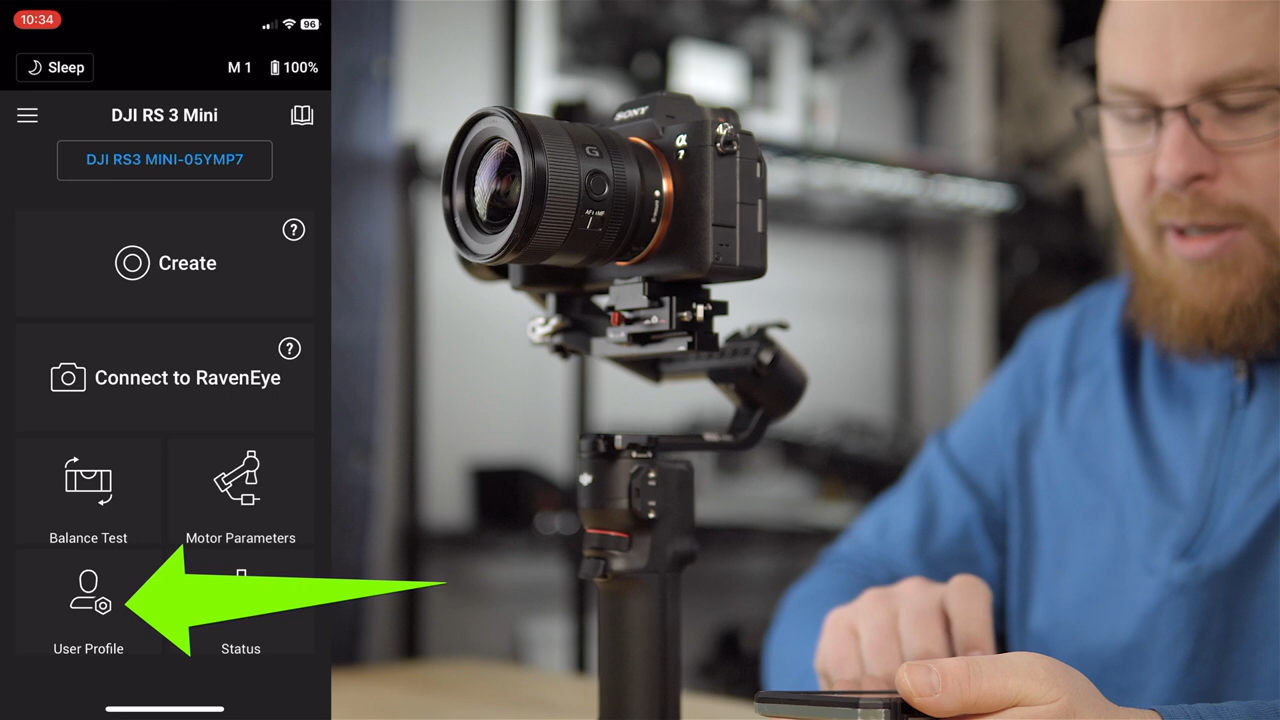 10:34
96
Sleep
M 1
100%
DJI RS 3 Mini
DJI RS3 MINI-05YMP7
?
Create
?
Connect to RavenEye
Balance Test
Motor Parameters
User Profile
Status
SONY
α
7
G
AF MF